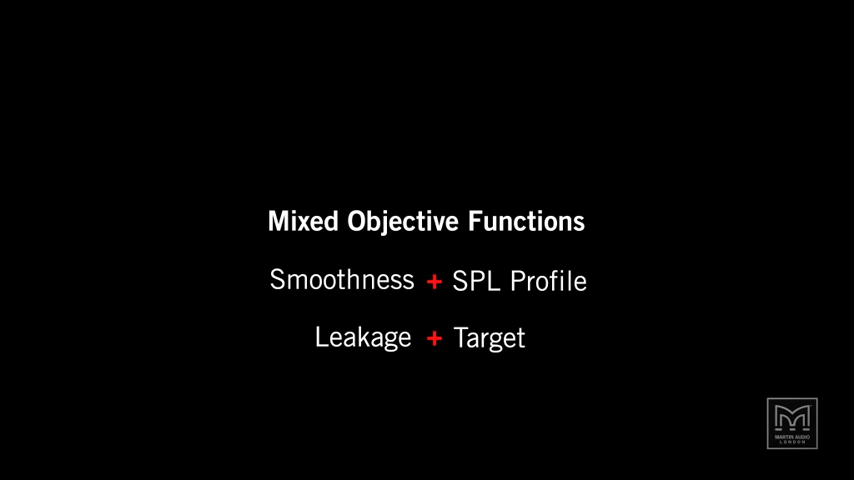 Mixed Objective Functions
Smoothness + SPL Profile
Leakage + Target
MARTIN AUDIO
LONDON